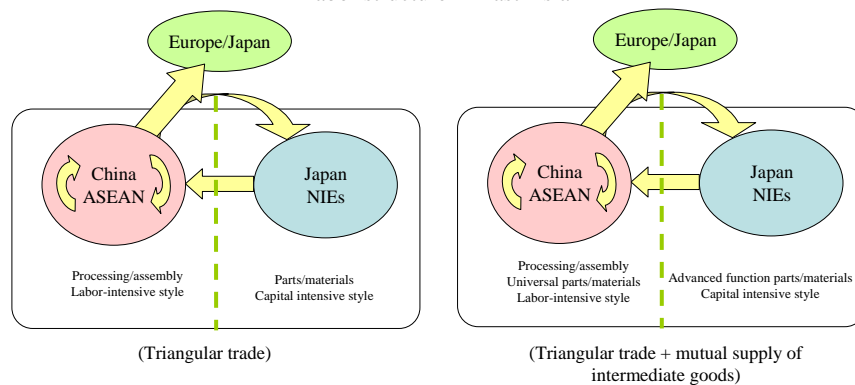 Europe/Japan
China
ASEAN
Japan
NIEs
Processing/assembly
Labor-intensive style
Parts/materials
Capital intensive style
(Triangular trade)
Europe/Japan
China
ASEAN
Japan
NIEs
Processing/assembly
Universal parts/materials
Labor-intensive style
Advanced function parts/materials
Capital intensive style
(Triangular trade + mutual supply of
intermediate goods)